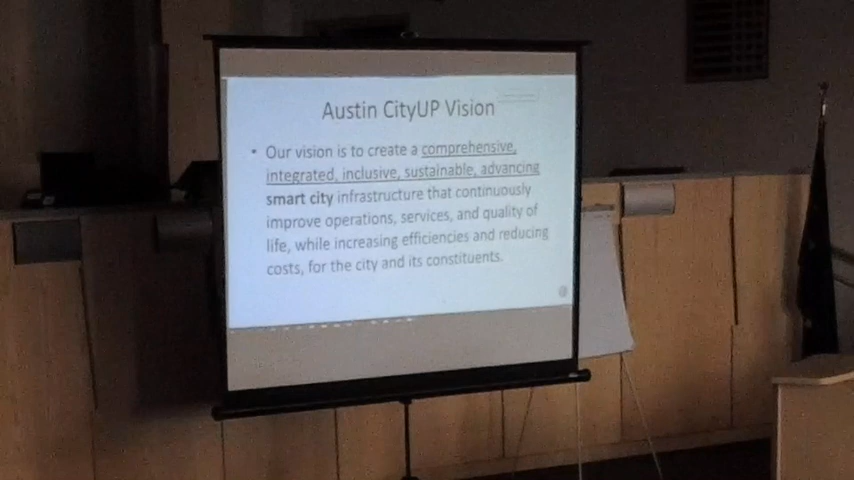 Austin CityUP Vision
• Our vision is to create a comprehensive,
integrated, inclusive, sustainable, advancing
smart city infrastructure that continuously
improve operations, services, and quality of
life, while increasing efficiencies and reducing
costs, for the city and its constituents.